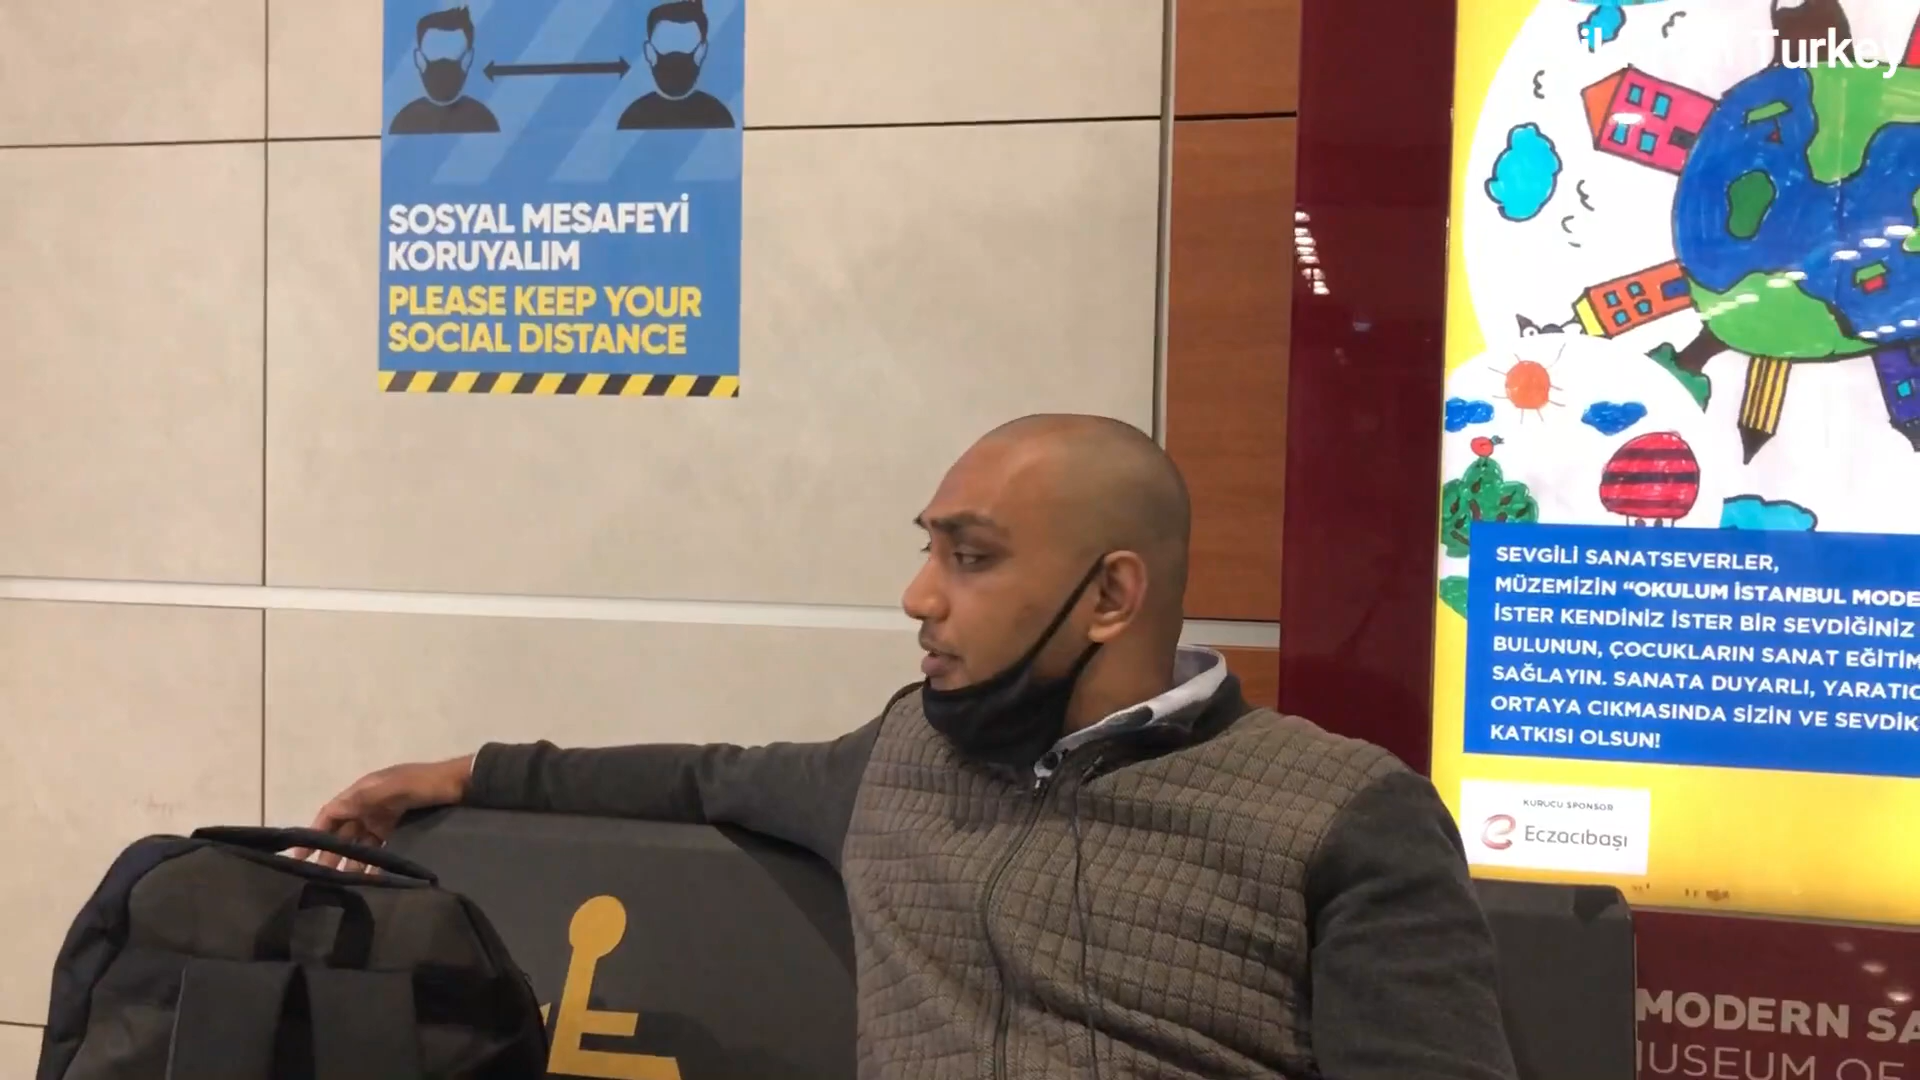 Turkey
SOSYAL MESAFEYİ
KORUYALIM
PLEASE KEEP YOUR
SOCIAL DISTANCE
SEVGİLİ SANATSEVERLER,
MÜZEMİZİN “OKULUM İSTANBUL MODE
İSTER KENDİNİZ İSTER BİR SEVDİĞİNİZ
BULUNUN, ÇOCUKLARIN SANAT EĞİTİM
SAĞLAYIN. SANATA DUYARLI, YARATIC
ORTAYA CIKMASINDA SİZİN VE SEVDİK
KATKISI OLSUN!
KURUCU SPONSOR
Eczacıbaşı
MODERN SA
MUSEUM OF